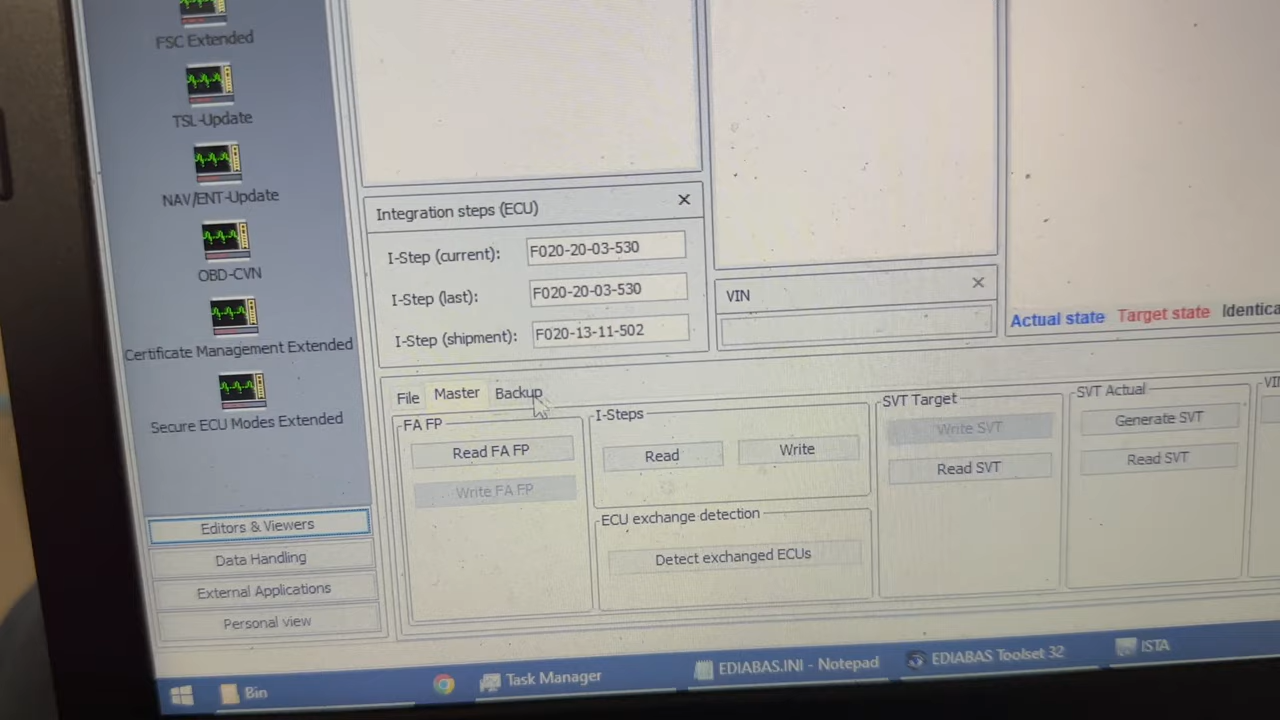 FSC Extended
TSL-Update
NAV/ENT-Update
OBD-CVN
Certificate Management Extended
Secure ECU Modes Extended
Editors & Viewers
Data Handling
External Applications
Personal view
Integration steps (ECU)
I-Step (current): F020-20-03-530
I-Step (last): F020-20-03-530
I-Step (shipment): F020-13-11-502
VIN
Actual state Target state Identica
File Master Backup
FA FP
Read FA FP
Write FA FP
I-Steps
Read Write
ECU exchange detection
Detect exchanged ECUs
SVT Target
Write SVT
Read SVT
SVT Actual
Generate SVT
Read SVT
VI
Bin Task Manager EDIABAS.INI - Notepad EDIABAS Toolset 32 ISTA